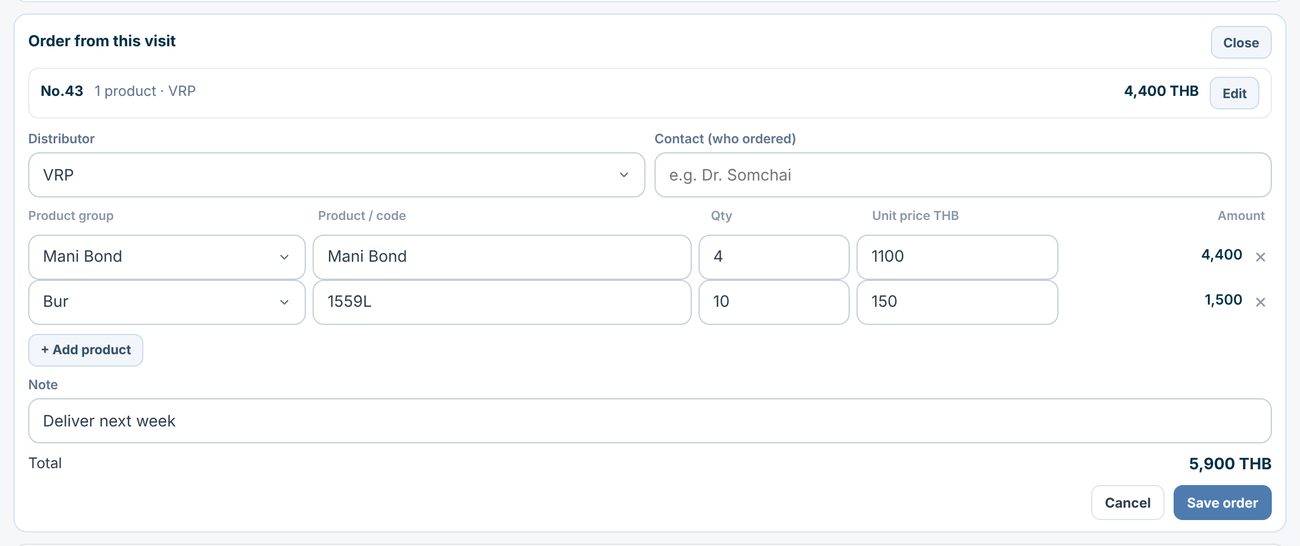 Order from this visit
Close
No.43 1 product · VRP 4,400 THB Edit
Distributor Contact (who ordered)
VRP e.g. Dr. Somchai
Product group Product / code Qty Unit price THB Amount
Mani Bond Mani Bond 4 1100 4,400 ×
Bur 1559L 10 150 1,500 ×
+ Add product
Note
Deliver next week
Total 5,900 THB
Cancel Save order